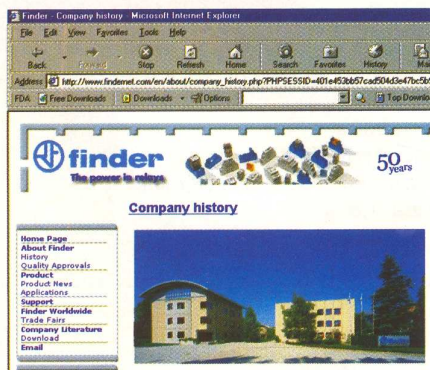 Finder - Company history - Microsoft Internet Explorer
File Edit View Favorites Tools Help
Back Forward Stop Refresh Home Search Favorites History
Address http://www.findernet.com/en/about/company_history.php?PHPSESSID=401e453bb57cad504d3e47bc5b5
FDA Free Downloads Downloads Options Top Downlo
finder
The power in relays
50 years
Company history
Home Page
About Finder
History
Quality Approvals
Product
Product News
Applications
Support
Finder Worldwide
Trade Fairs
Company Literature
Download
Email